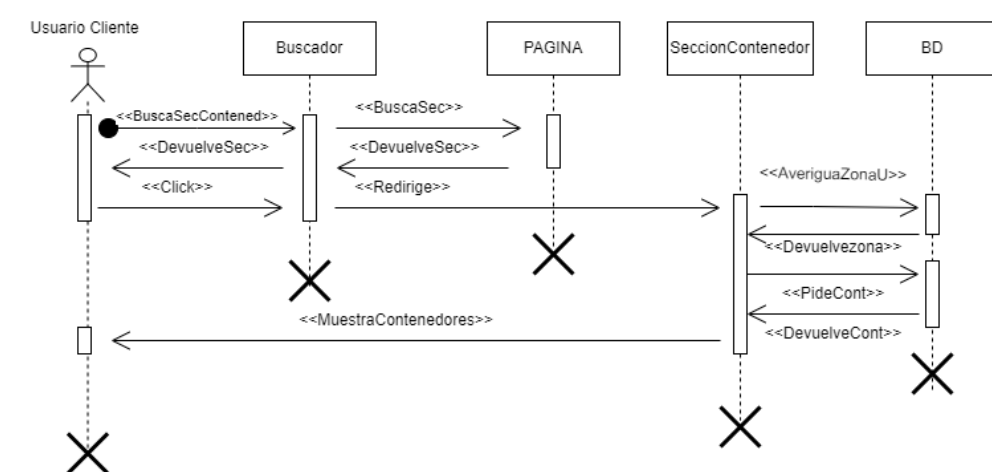 Usuario Cliente
Buscador
PAGINA
SeccionContenedor
BD
<<BuscaSecContened>>
<<BuscaSec>>
<<DevuelveSec>>
<<DevuelveSec>>
<<Click>>
<<Redirige>>
<<AveriguaZonaU>>
<<Devuelvezona>>
<<PideCont>>
<<MuestraContenedores>>
<<DevuelveCont>>